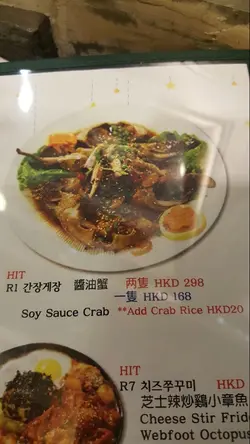 HIT
R1 간장게장 醬油蟹 两隻 HKD 298
一隻 HKD 168
Soy Sauce Crab **Add Crab Rice HKD20
HIT
R7 치즈쭈꾸미 HKD
芝士辣炒鷄小章魚
Cheese Stir Frid
Webfoot Octopus